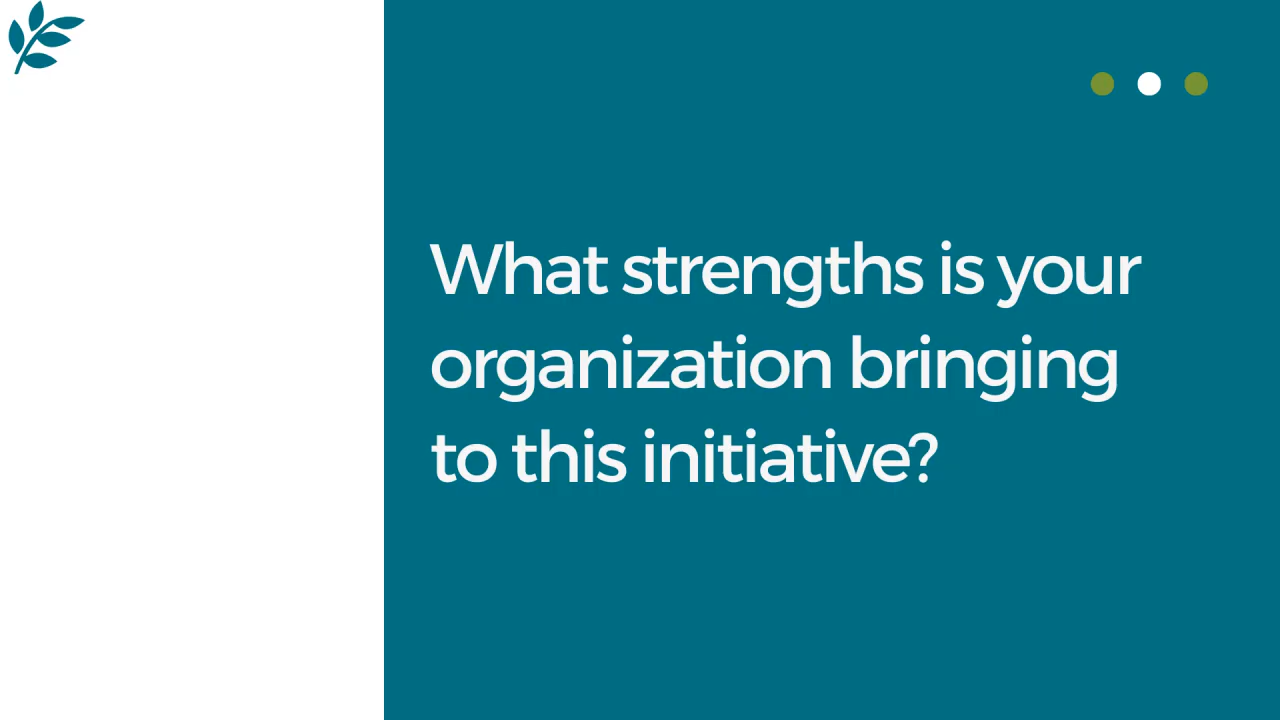 What strengths is your
organization bringing
to this initiative?